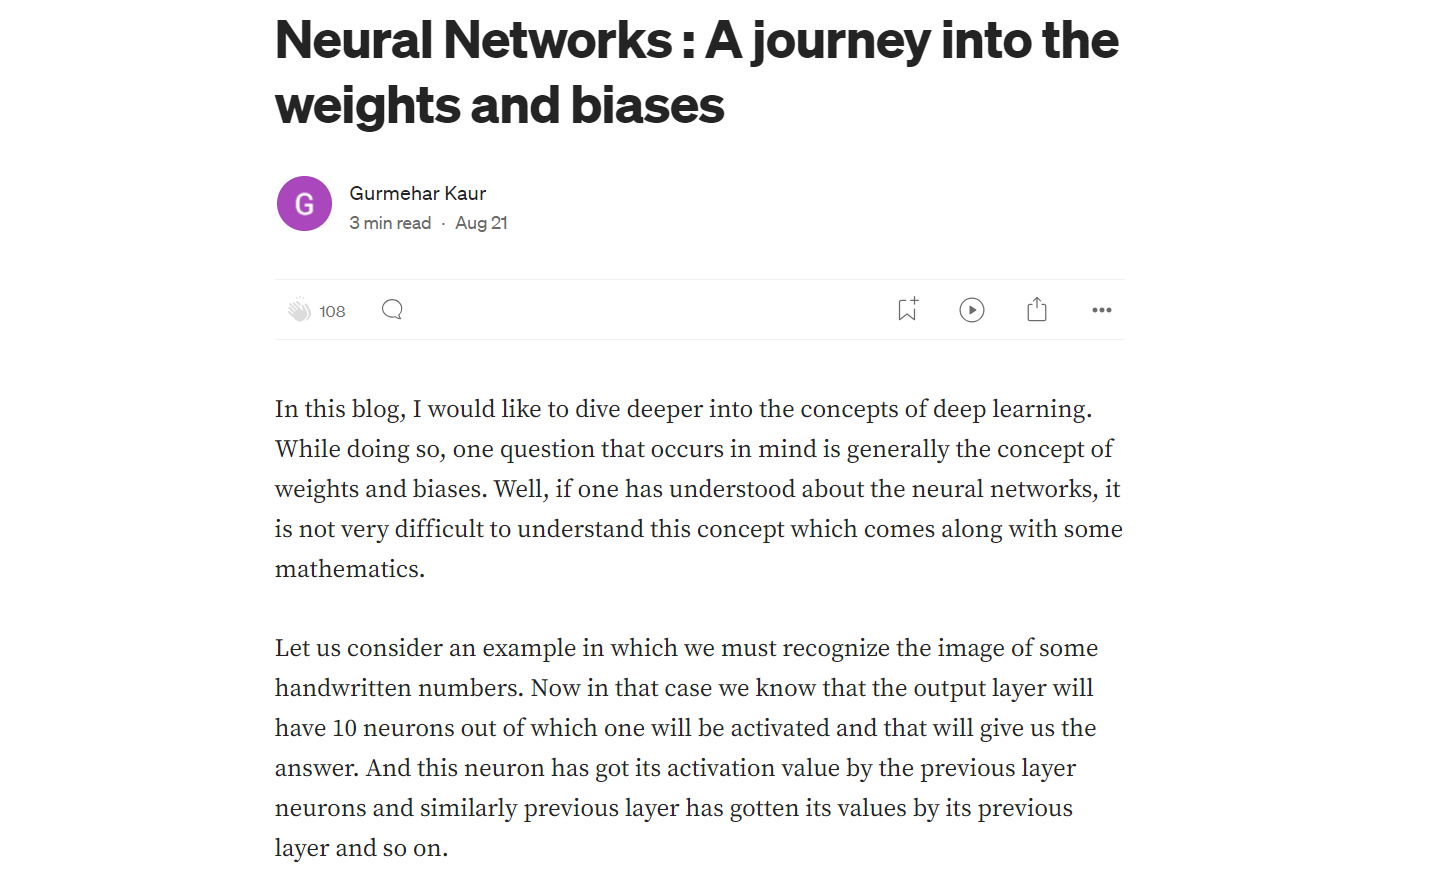 Neural Networks : A journey into the
weights and biases
G
Gurmehar Kaur
3 min read · Aug 21
108
In this blog, I would like to dive deeper into the concepts of deep learning.
While doing so, one question that occurs in mind is generally the concept of
weights and biases. Well, if one has understood about the neural networks, it
is not very difficult to understand this concept which comes along with some
mathematics.
Let us consider an example in which we must recognize the image of some
handwritten numbers. Now in that case we know that the output layer will
have 10 neurons out of which one will be activated and that will give us the
answer. And this neuron has got its activation value by the previous layer
neurons and similarly previous layer has gotten its values by its previous
layer and so on.